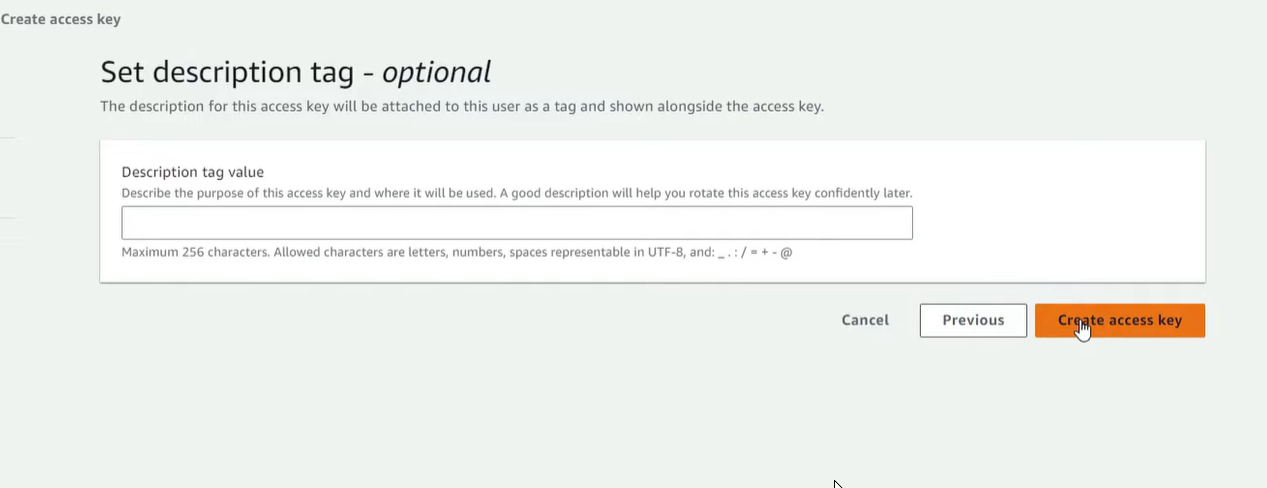 Create access key
Set description tag - optional
The description for this access key will be attached to this user as a tag and shown alongside the access key.
Description tag value
Describe the purpose of this access key and where it will be used. A good description will help you rotate this access key confidently later.
Maximum 256 characters. Allowed characters are letters, numbers, spaces representable in UTF-8, and: _ . : / = + - @
Cancel Previous Create access key